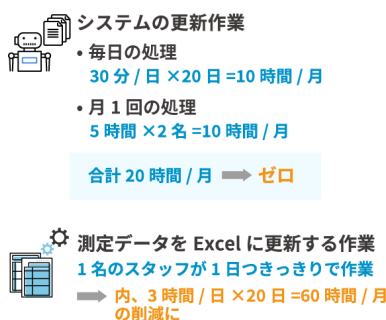 システムの更新作業
• 毎日の処理
30 分 / 日 ×20 日 =10 時間 / 月
• 月 1 回の処理
5 時間 ×2 名 =10 時間 / 月
合計 20 時間 / 月 ゼロ
測定データを Excel に更新する作業
1 名のスタッフが 1 日つきっきりで作業
内、3 時間 / 日 ×20 日 =60 時間 / 月
の削減に